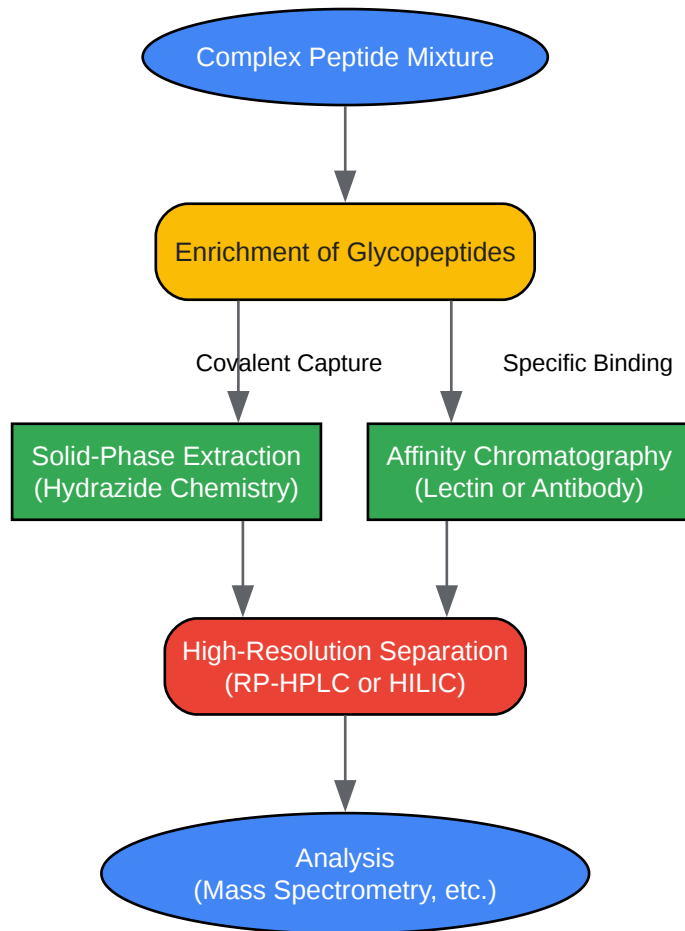 Complex Peptide Mixture
Enrichment of Glycopeptides
Covalent Capture
Specific Binding
Solid-Phase Extraction
(Hydrazide Chemistry)
Affinity Chromatography
(Lectin or Antibody)
High-Resolution Separation
(RP-HPLC or HILIC)
Analysis
(Mass Spectrometry, etc.)